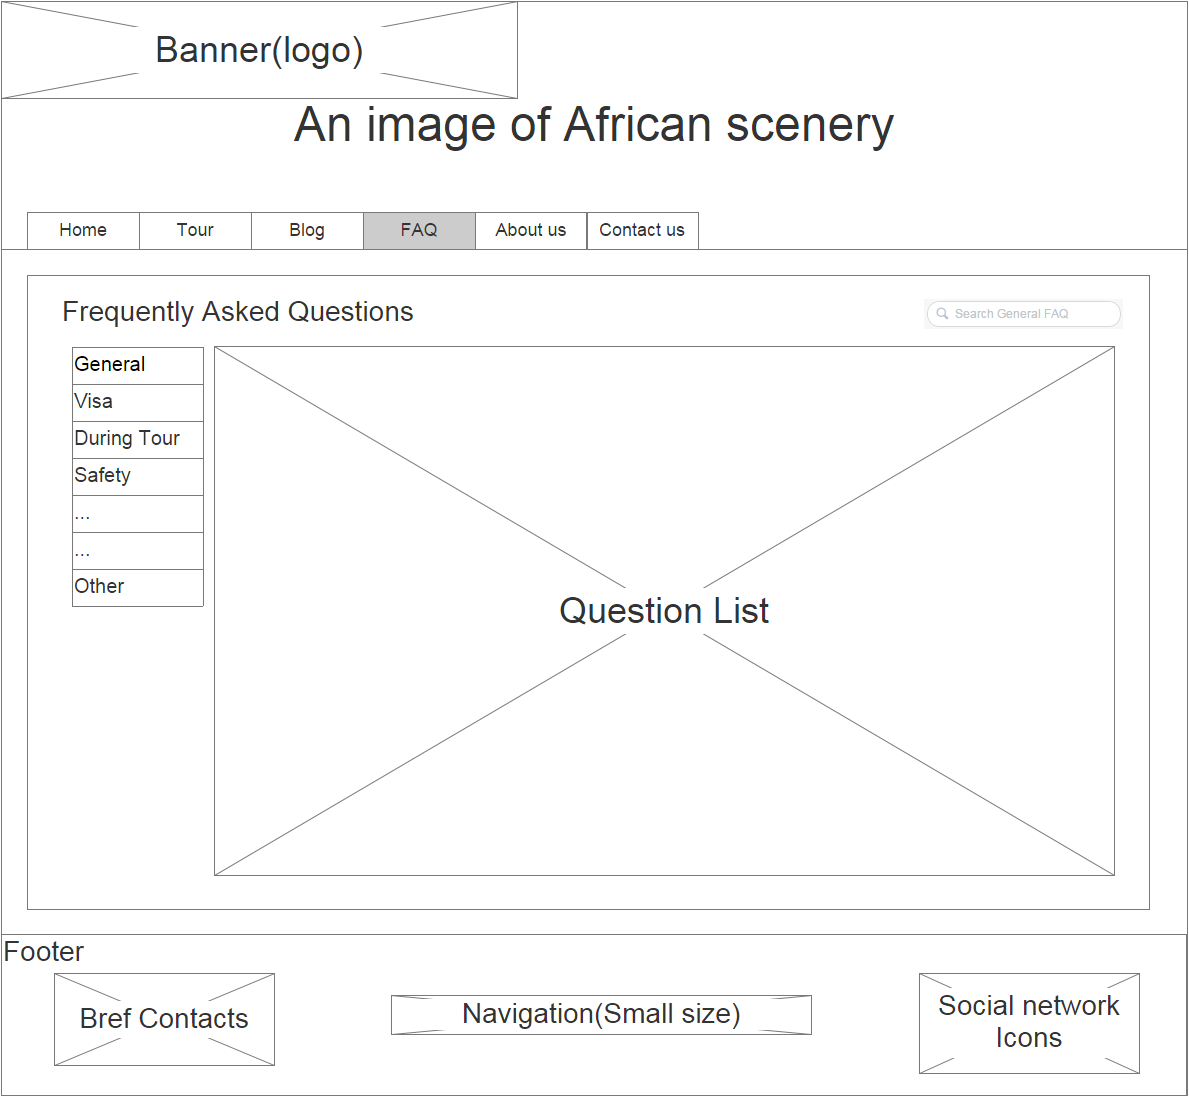 Banner(logo)
An image of African scenery
Home
Tour
Blog
FAQ
About us
Contact us
Frequently Asked Questions
Search General FAQ
General
Visa
During Tour
Safety
...
...
Other
Question List
Footer
Bref Contacts
Navigation(Small size)
Social network
Icons